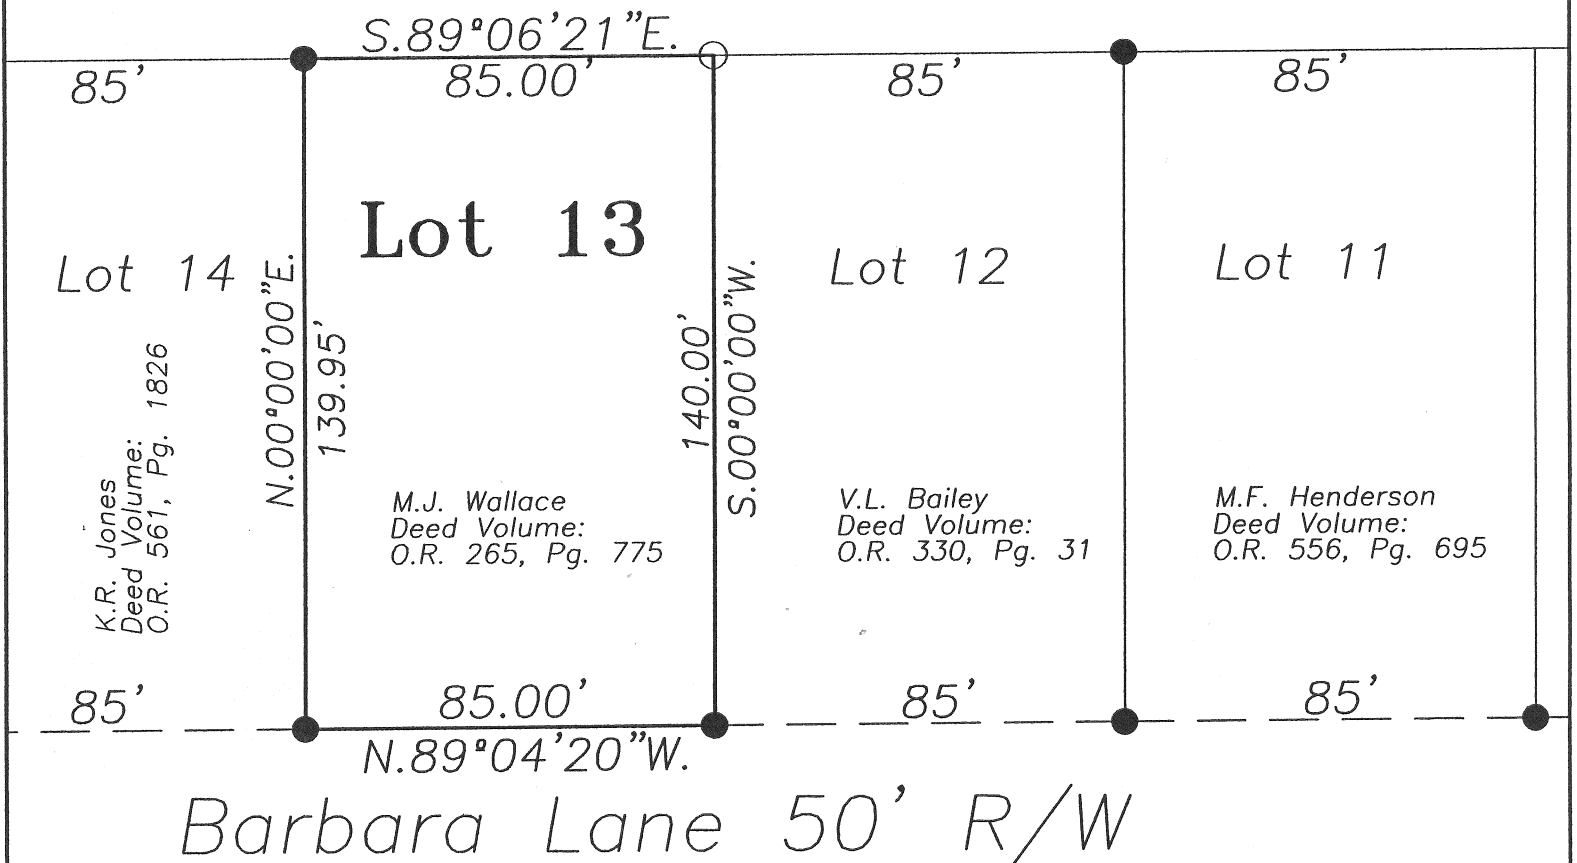 S.89°06'21"E.
85'
85.00'
85'
85'
Lot 14
Lot 13
Lot 12
Lot 11
N.00°00'00"E.
139.95'
140.00'
S.00°00'00"W.
K.R. Jones
Deed Volume:
O.R. 561, Pg. 1826
M.J. Wallace
Deed Volume:
O.R. 265, Pg. 775
V.L. Bailey
Deed Volume:
O.R. 330, Pg. 31
M.F. Henderson
Deed Volume:
O.R. 556, Pg. 695
85'
85.00'
85'
85'
N.89°04'20"W.
Barbara Lane 50' R/W